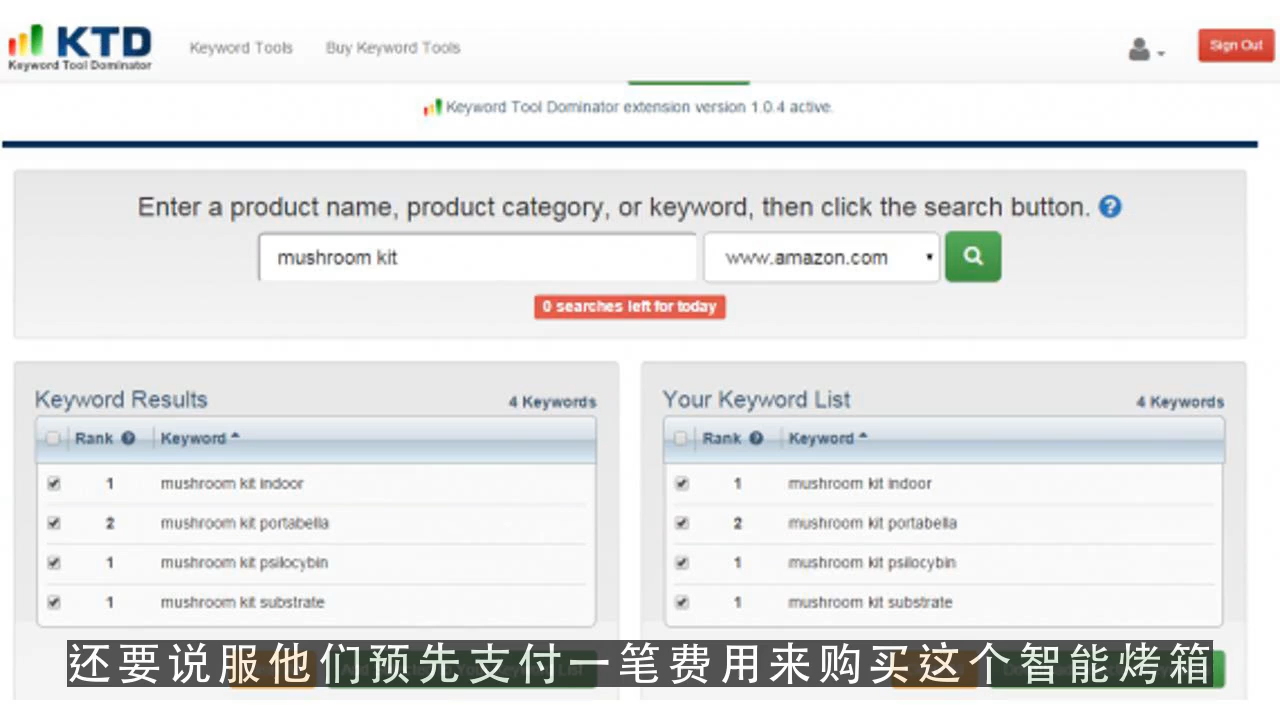 KTD
Keyword Tool Dominator
Keyword Tools
Buy Keyword Tools
Sign Out
Keyword Tool Dominator extension version 1.0.4 active.
Enter a product name, product category, or keyword, then click the search button. ?
mushroom kit
www.amazon.com
0 searches left for today
Keyword Results
4 Keywords
Rank ? Keyword
1 mushroom kit indoor
2 mushroom kit portabella
1 mushroom kit psilocybin
1 mushroom kit substrate
Your Keyword List
4 Keywords
Rank ? Keyword
1 mushroom kit indoor
2 mushroom kit portabella
1 mushroom kit psilocybin
1 mushroom kit substrate
还要说服他们预先支付一笔费用来购买这个智能烤箱